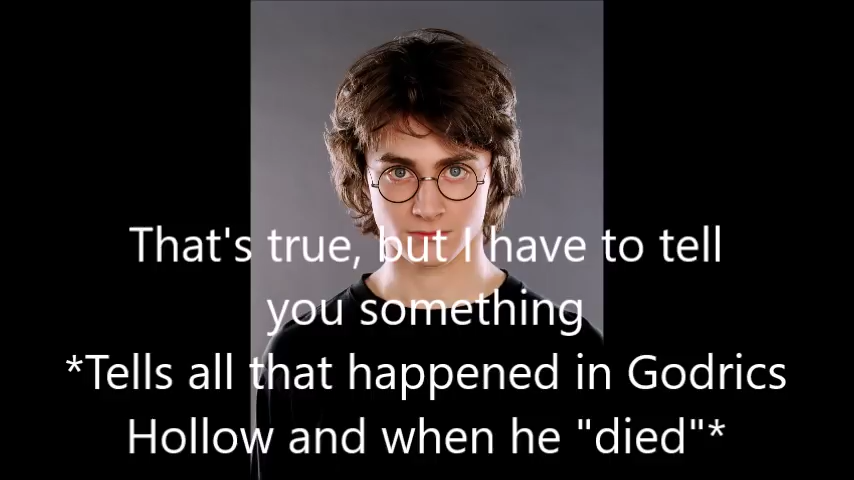 That's true, but I have to tell
you something
*Tells all that happened in Godrics
Hollow and when he "died"*